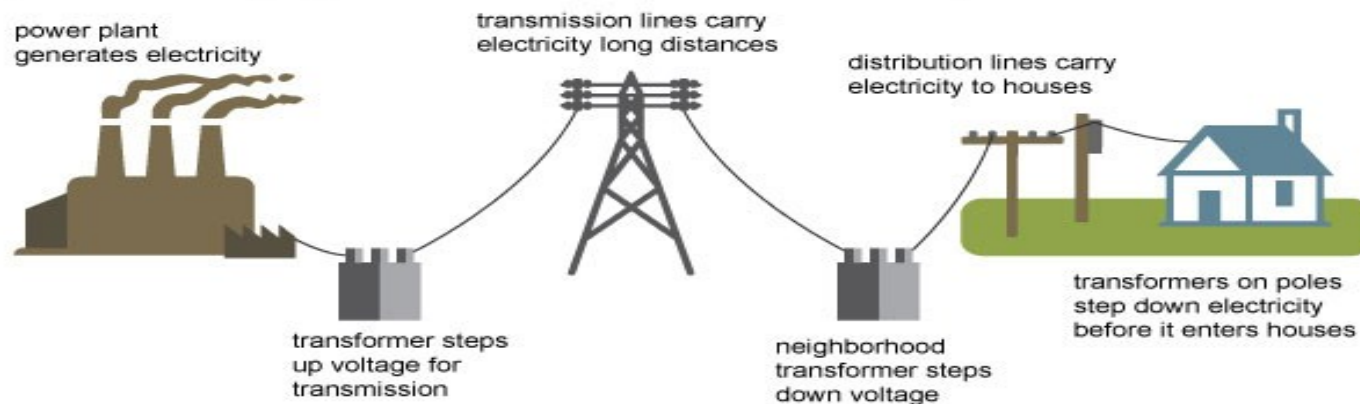 power plant
generates electricity
transmission lines carry
electricity long distances
distribution lines carry
electricity to houses
transformer steps
up voltage for
transmission
neighborhood
transformer steps
down voltage
transformers on poles
step down electricity
before it enters houses